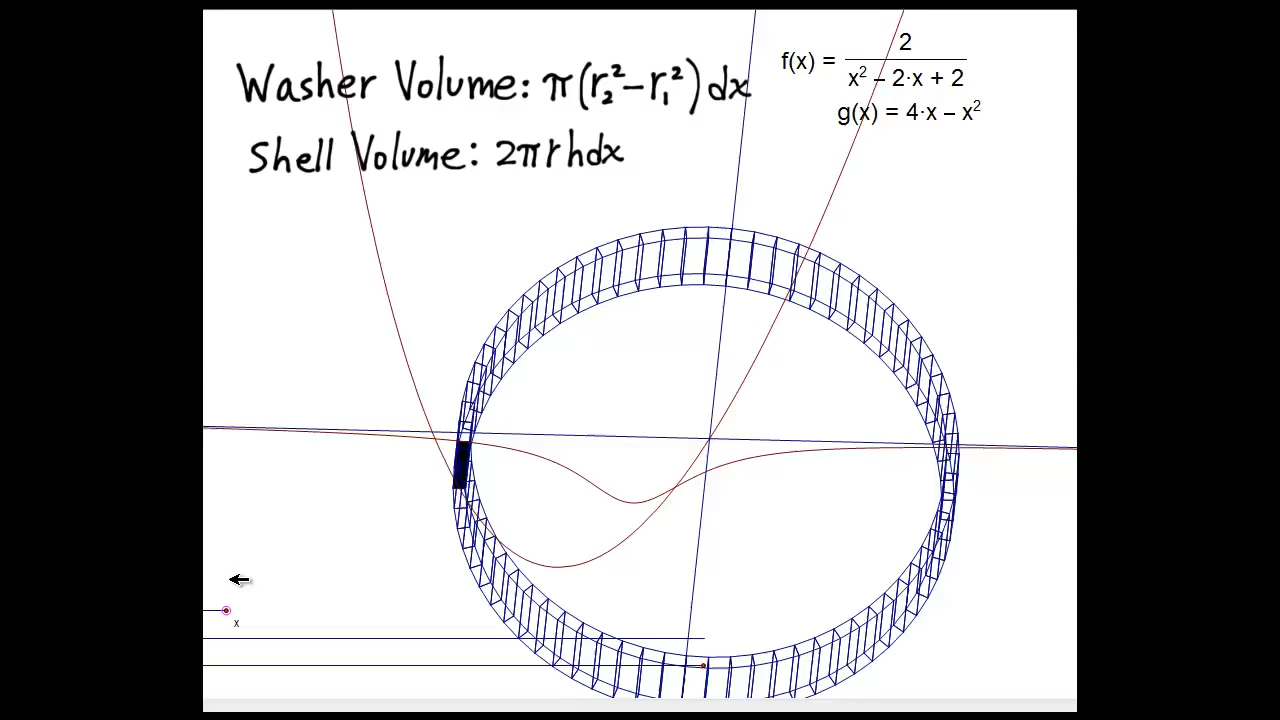 Washer Volume: π(r₂² − r₁²) dx
Shell Volume: 2πrhdx
f(x) = 2 / (x² − 2·x + 2)
g(x) = 4·x − x²
x